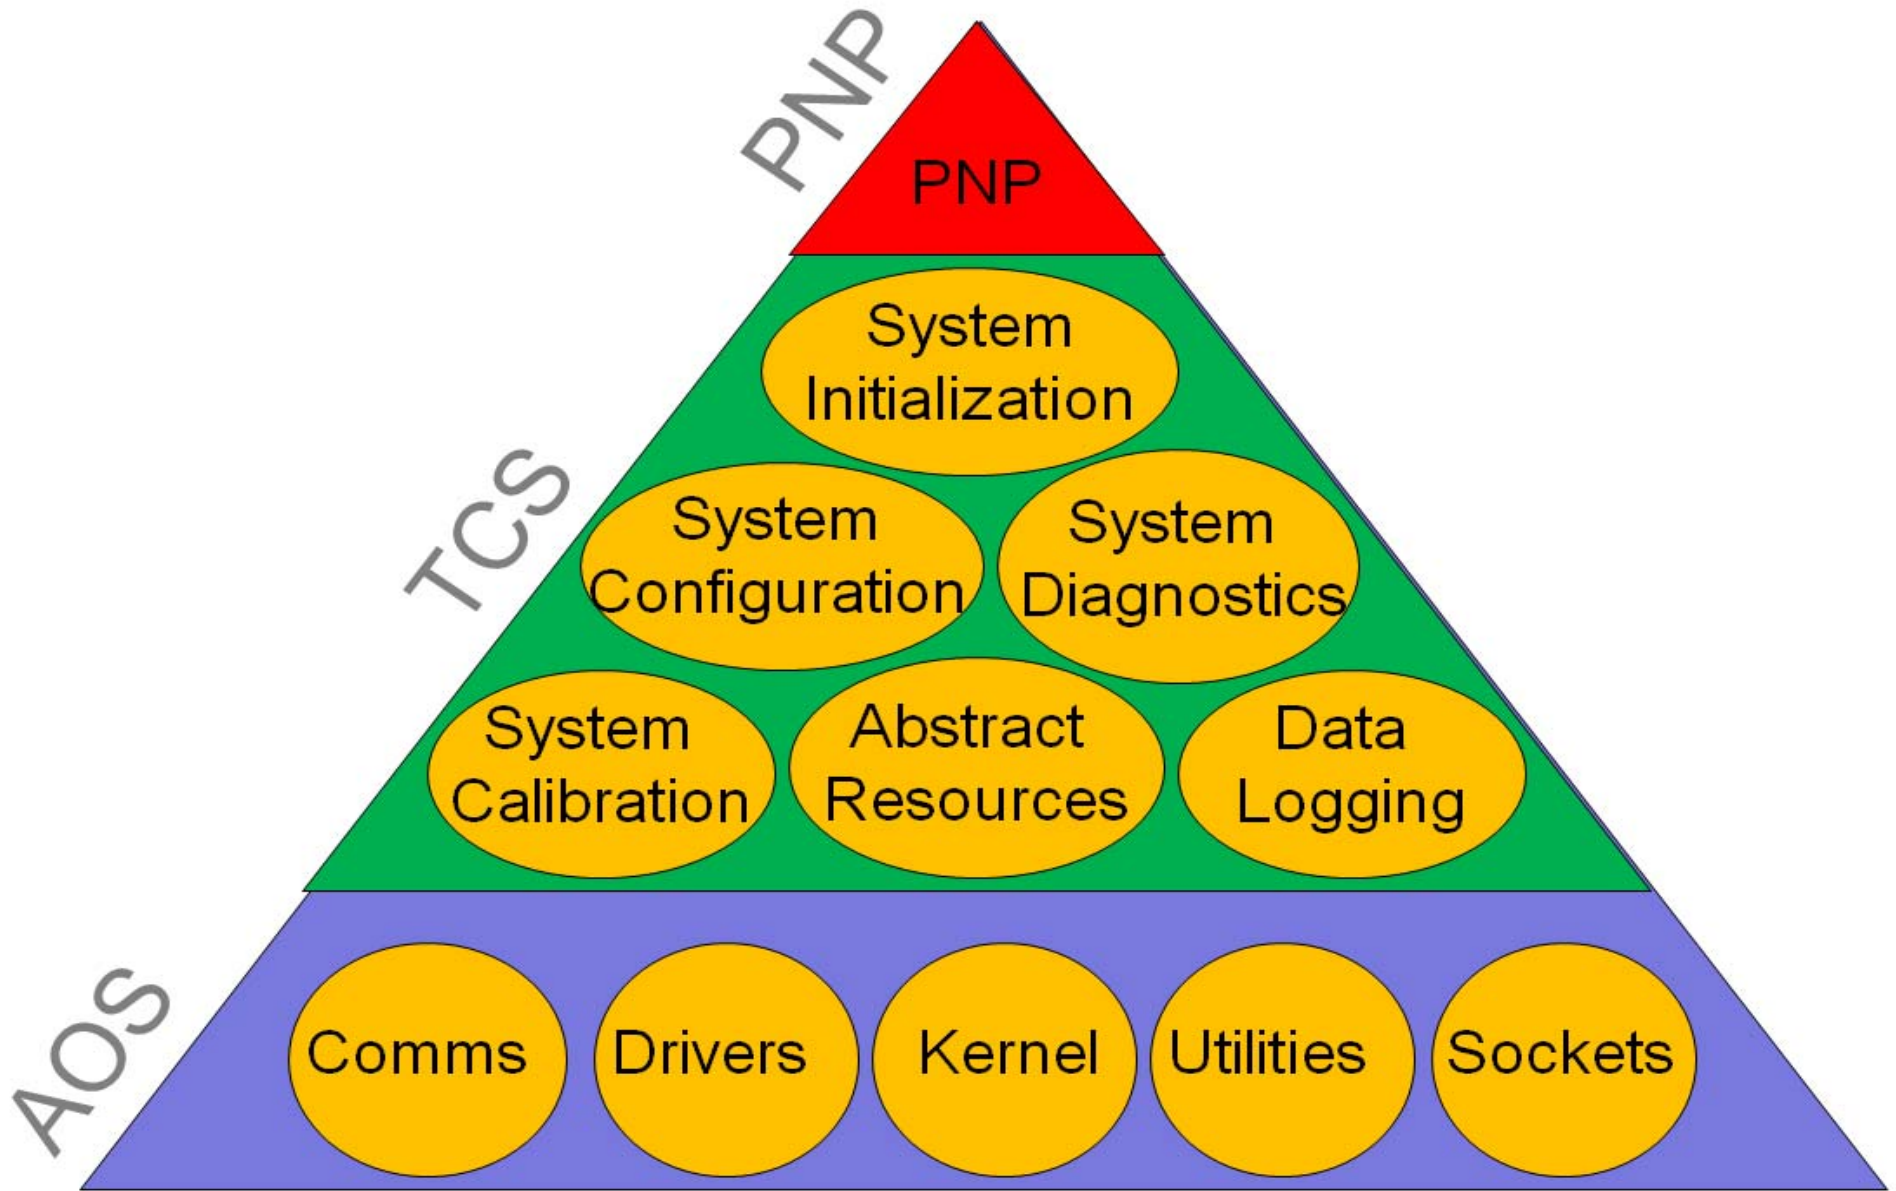 PNP
PNP
System
Initialization
TCS
System
Configuration
System
Diagnostics
System
Calibration
Abstract
Resources
Data
Logging
AOS
Comms
Drivers
Kernel
Utilities
Sockets